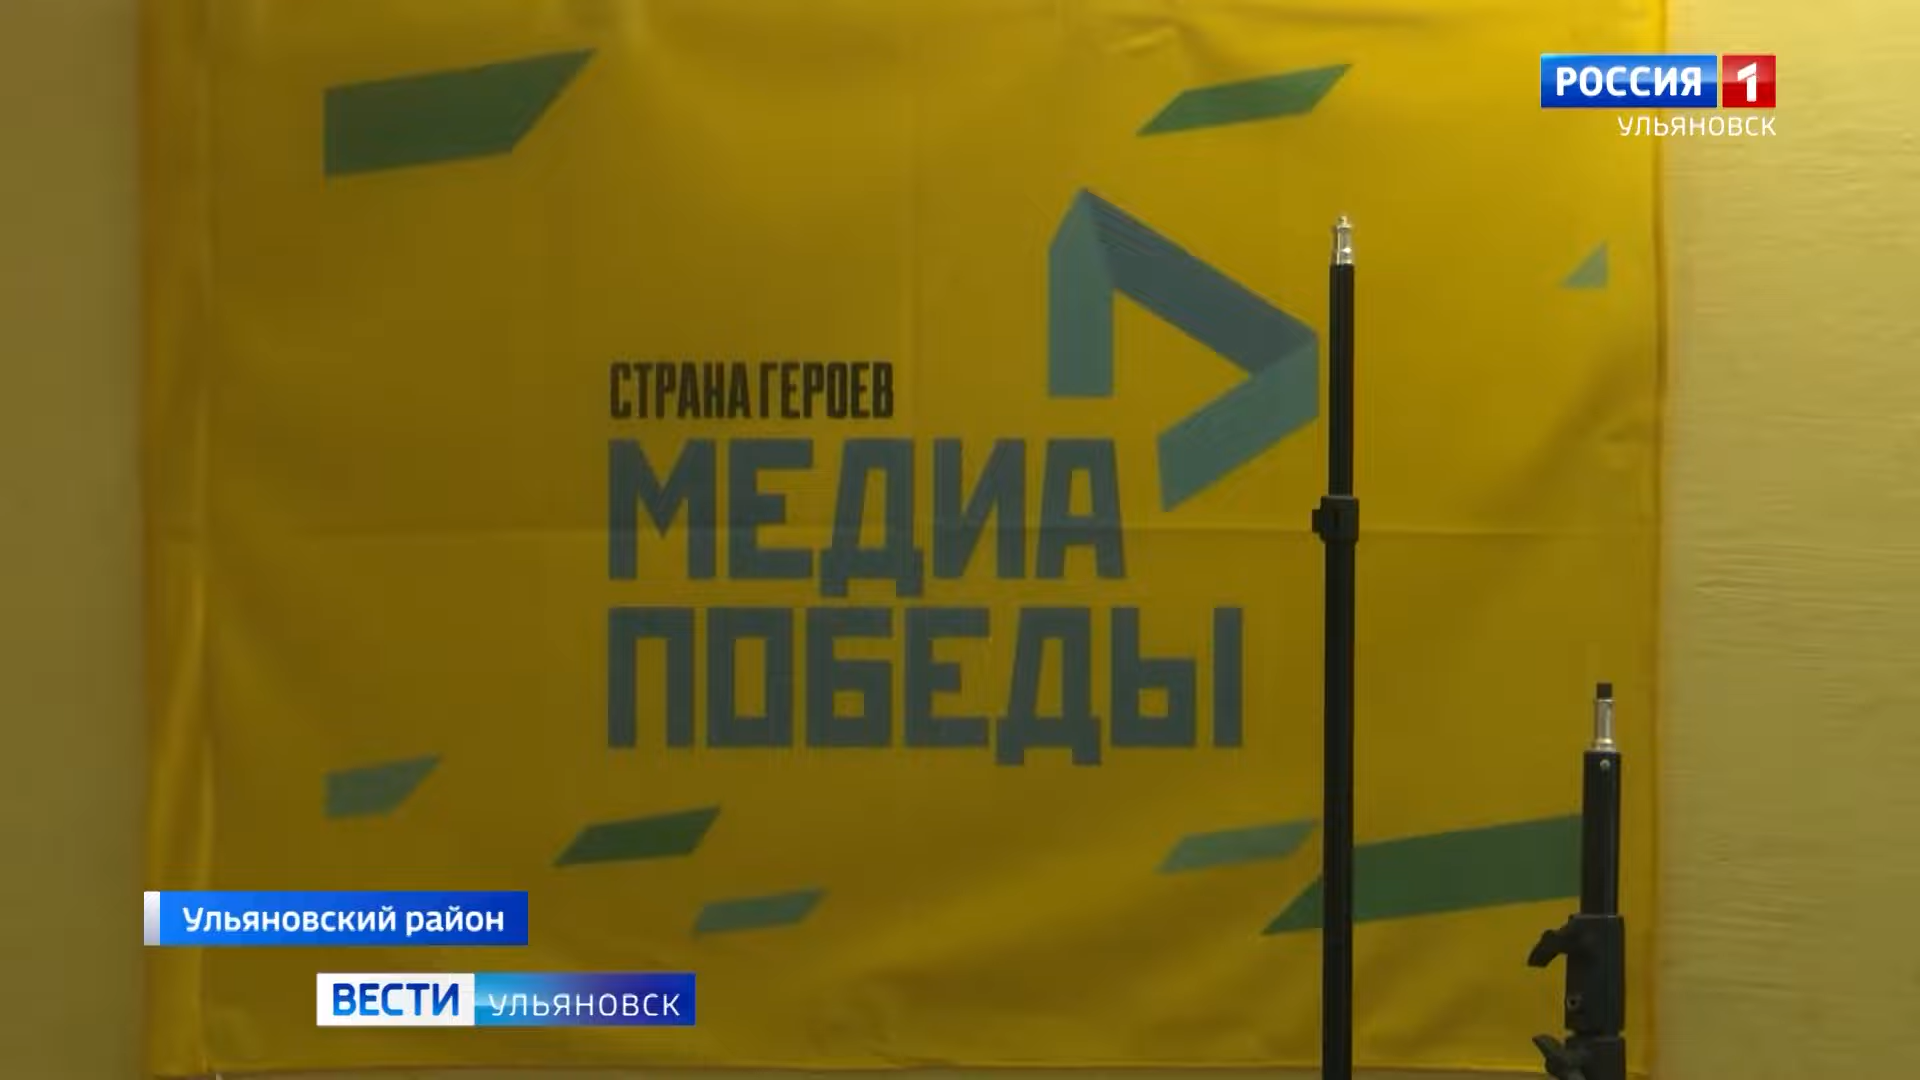 РОССИЯ 1
УЛЬЯНОВСК
СТРАНА ГЕРОЕВ
МЕДИА
ПОБЕДЫ
Ульяновский район
ВЕСТИ УЛЬЯНОВСК